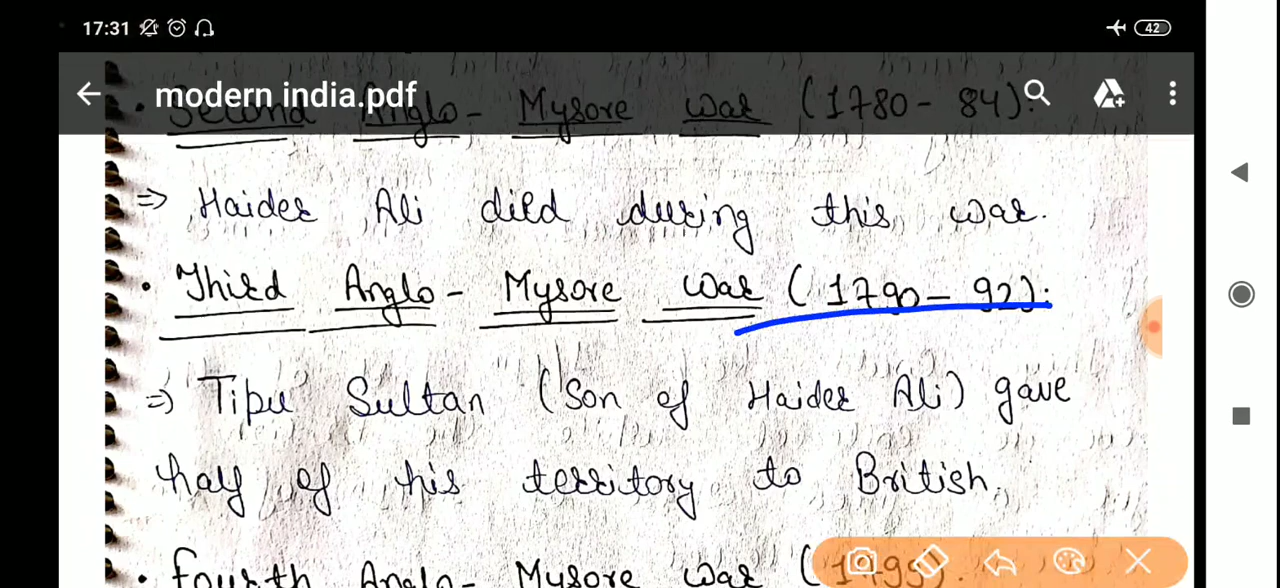 17:31
42
modern india.pdf
• Second Anglo- Mysore War (1780 - 84):
⇒ Haider Ali died during this war.
• Third Anglo- Mysore War (1790 - 92):
⇒ Tipu Sultan (Son of Haider Ali) gave
half of his territory to British.
• Fourth Anglo- Mysore War (